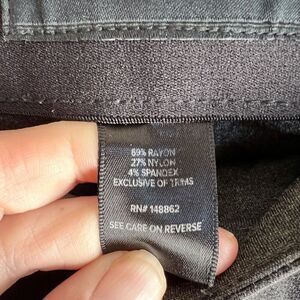 69% RAYON
27% NYLON
4% SPANDEX
EXCLUSIVE OF TRIMS
RN# 148862
SEE CARE ON REVERSE